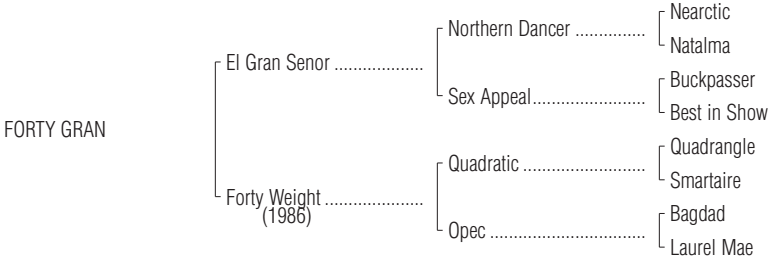 Nearctic
Northern Dancer ...............
Natalma
El Gran Senor ...................
Buckpasser
Sex Appeal........................
Best in Show
FORTY GRAN
Quadrangle
Quadratic ..........................
Smartaire
Forty Weight .....................
(1986)
Bagdad
Opec .................................
Laurel Mae